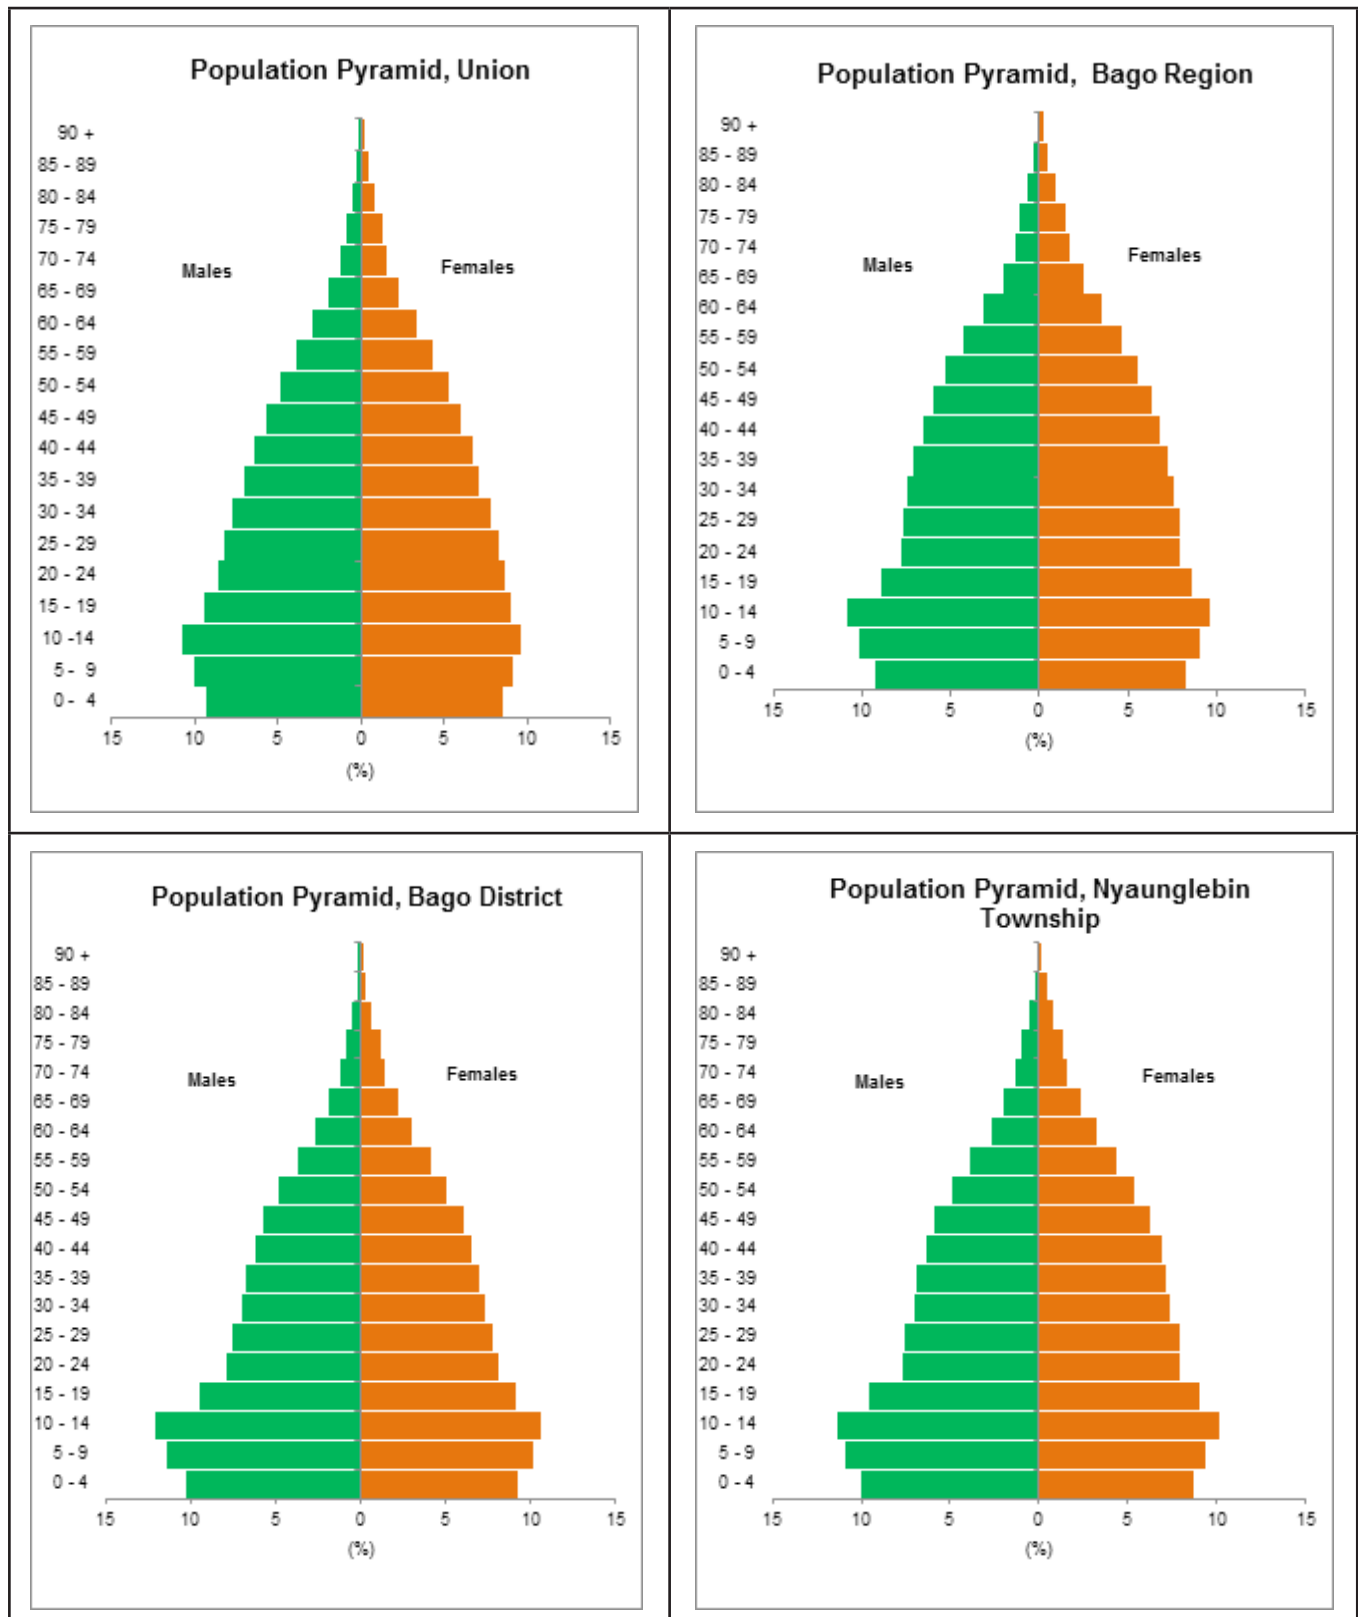 Population Pyramid, Union
90 +
85 - 89
80 - 84
75 - 79
70 - 74
65 - 69
60 - 64
55 - 59
50 - 54
45 - 49
40 - 44
35 - 39
30 - 34
25 - 29
20 - 24
15 - 19
10 -14
5 - 9
0 - 4
Males
Females
15 10 5 0 5 10 15
(%)
Population Pyramid, Bago Region
90 +
85 - 89
80 - 84
75 - 79
70 - 74
65 - 69
60 - 64
55 - 59
50 - 54
45 - 49
40 - 44
35 - 39
30 - 34
25 - 29
20 - 24
15 - 19
10 - 14
5 - 9
0 - 4
Males
Females
15 10 5 0 5 10 15
(%)
Population Pyramid, Bago District
90 +
85 - 89
80 - 84
75 - 79
70 - 74
65 - 69
60 - 64
55 - 59
50 - 54
45 - 49
40 - 44
35 - 39
30 - 34
25 - 29
20 - 24
15 - 19
10 - 14
5 - 9
0 - 4
Males
Females
15 10 5 0 5 10 15
(%)
Population Pyramid, Nyaunglebin
Township
90 +
85 - 89
80 - 84
75 - 79
70 - 74
65 - 69
60 - 64
55 - 59
50 - 54
45 - 49
40 - 44
35 - 39
30 - 34
25 - 29
20 - 24
15 - 19
10 - 14
5 - 9
0 - 4
Males
Females
15 10 5 0 5 10 15
(%)